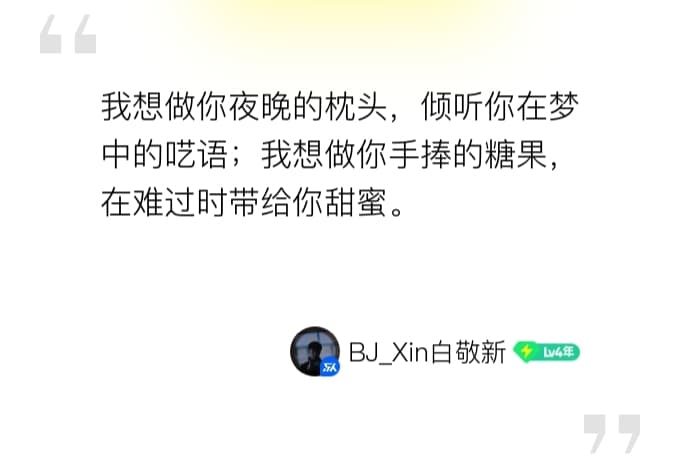 我想做你夜晚的枕头，倾听你在梦
中的呓语；我想做你手捧的糖果，
在难过时带给你甜蜜。
BJ_Xin白敬新 Lv4年